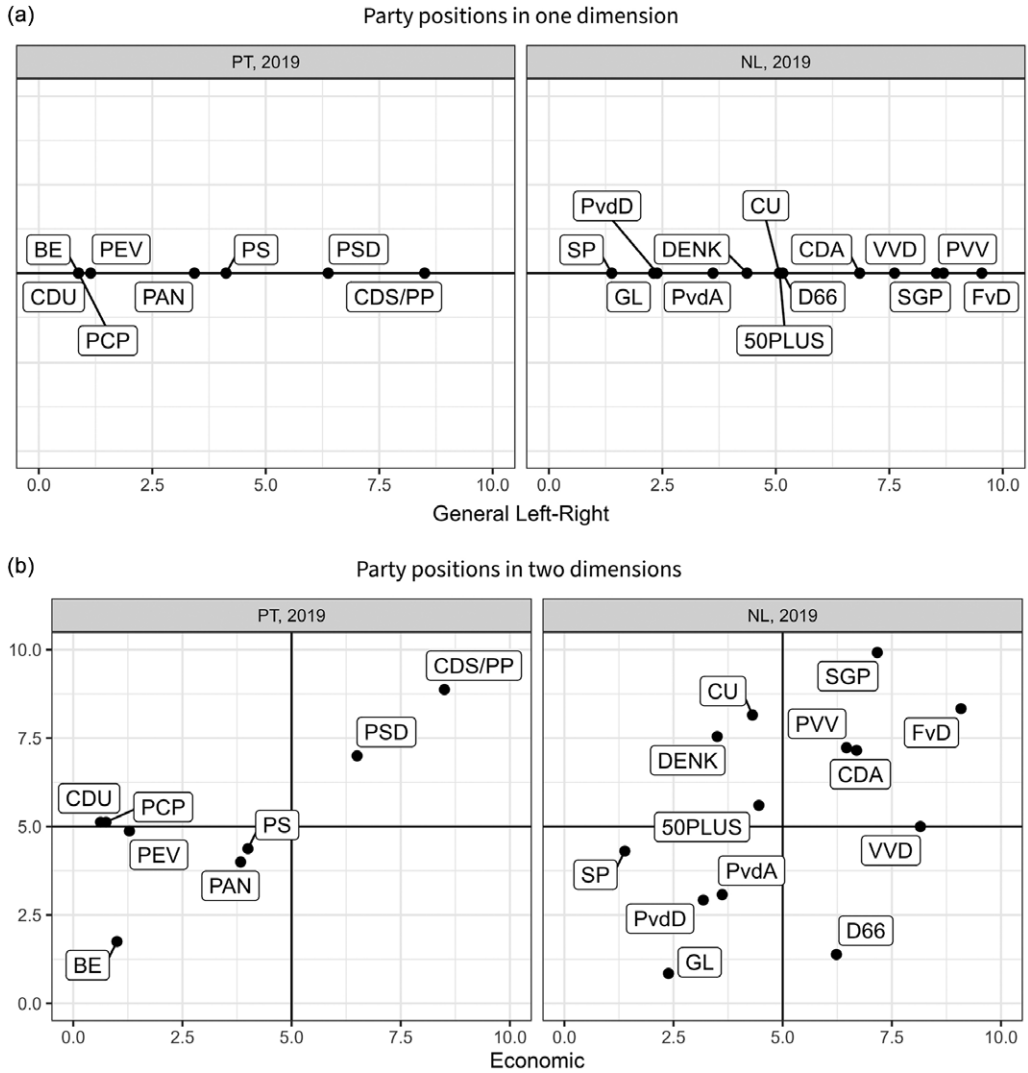 (a)
Party positions in one dimension
PT, 2019
NL, 2019
PvdD
CU
BE
PEV
PS
PSD
SP
DENK
CDA
VVD
PVV
CDU
PAN
CDS/PP
GL
PvdA
D66
SGP
FvD
PCP
50PLUS
0.0 2.5 5.0 7.5 10.0
0.0 2.5 5.0 7.5 10.0
General Left-Right
(b)
Party positions in two dimensions
PT, 2019
10.0
7.5
5.0
2.5
0.0
CDS/PP
PSD
CDU
PCP
PS
PEV
PAN
BE
0.0 2.5 5.0 7.5 10.0
NL, 2019
SGP
CU
PVV
FvD
DENK
CDA
50PLUS
VVD
SP
PvdA
PvdD
D66
GL
0.0 2.5 5.0 7.5 10.0
Economic